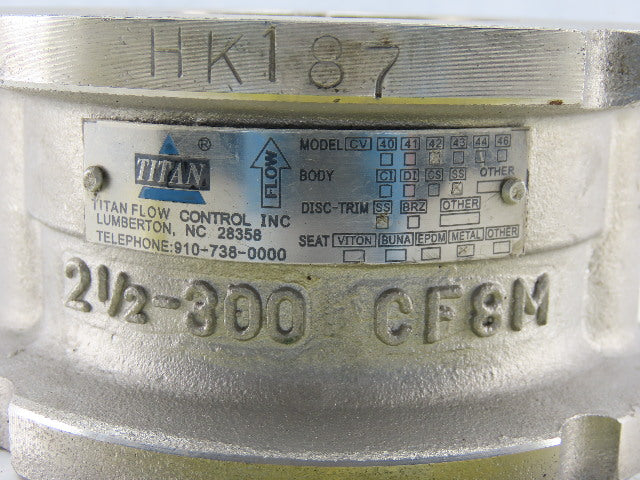 HK187
TITAN ®
FLOW
TITAN FLOW CONTROL INC
LUMBERTON, NC 28358
TELEPHONE:910-738-0000
MODEL CV 40 41 42 43 44 46
BODY CI DI CS SS OTHER
DISC-TRIM SS BRZ OTHER
SEAT VITON BUNA EPDM METAL OTHER
2½-300 CF8M